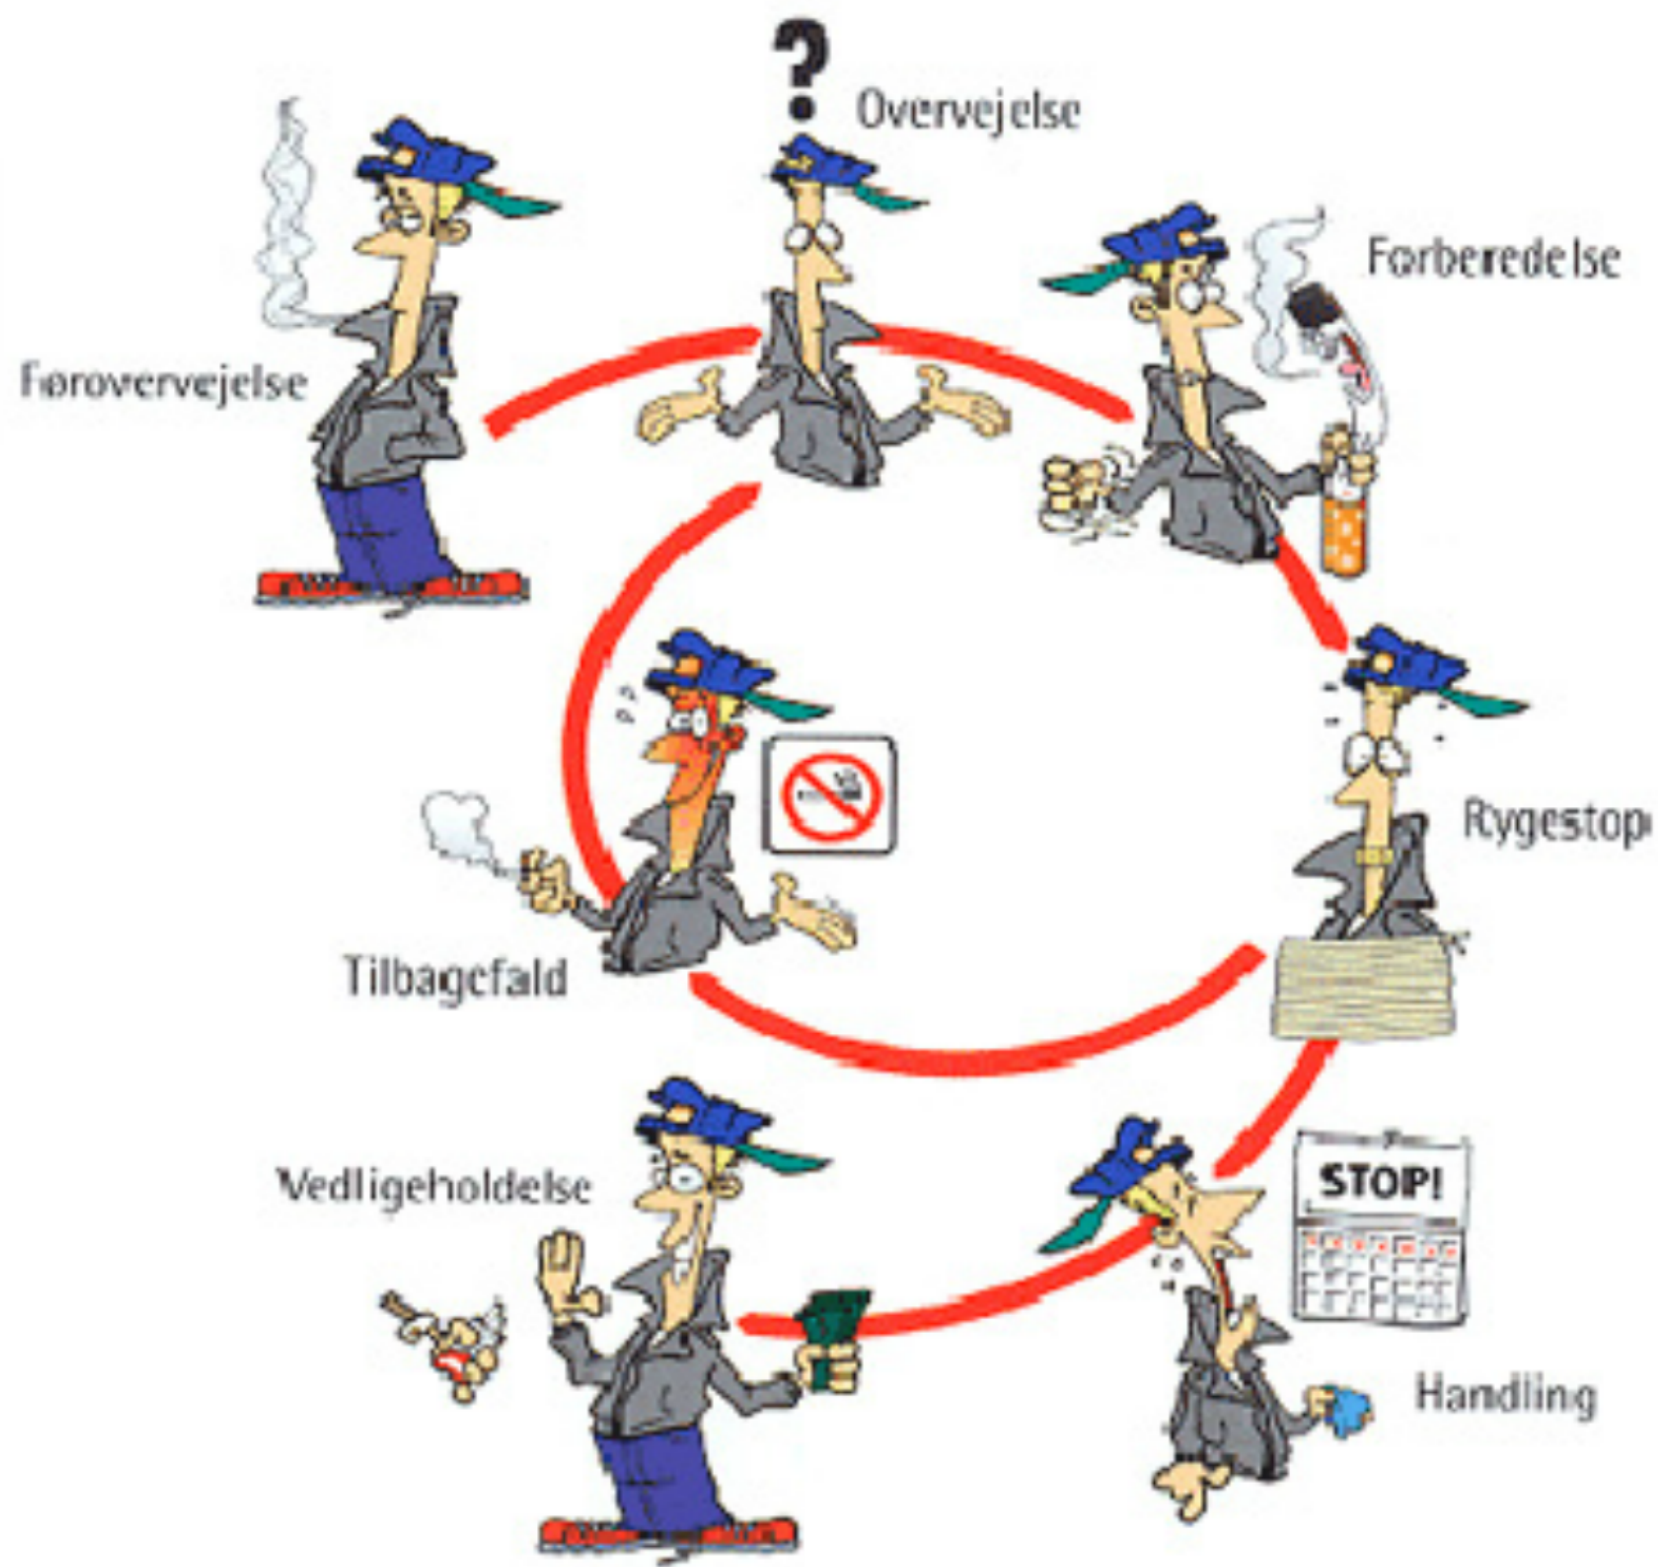 ?
Overvejelse
Forberedelse
Førovervejelse
Rygestop
Tilbagefald
Vedligeholdelse
STOP!
Handling